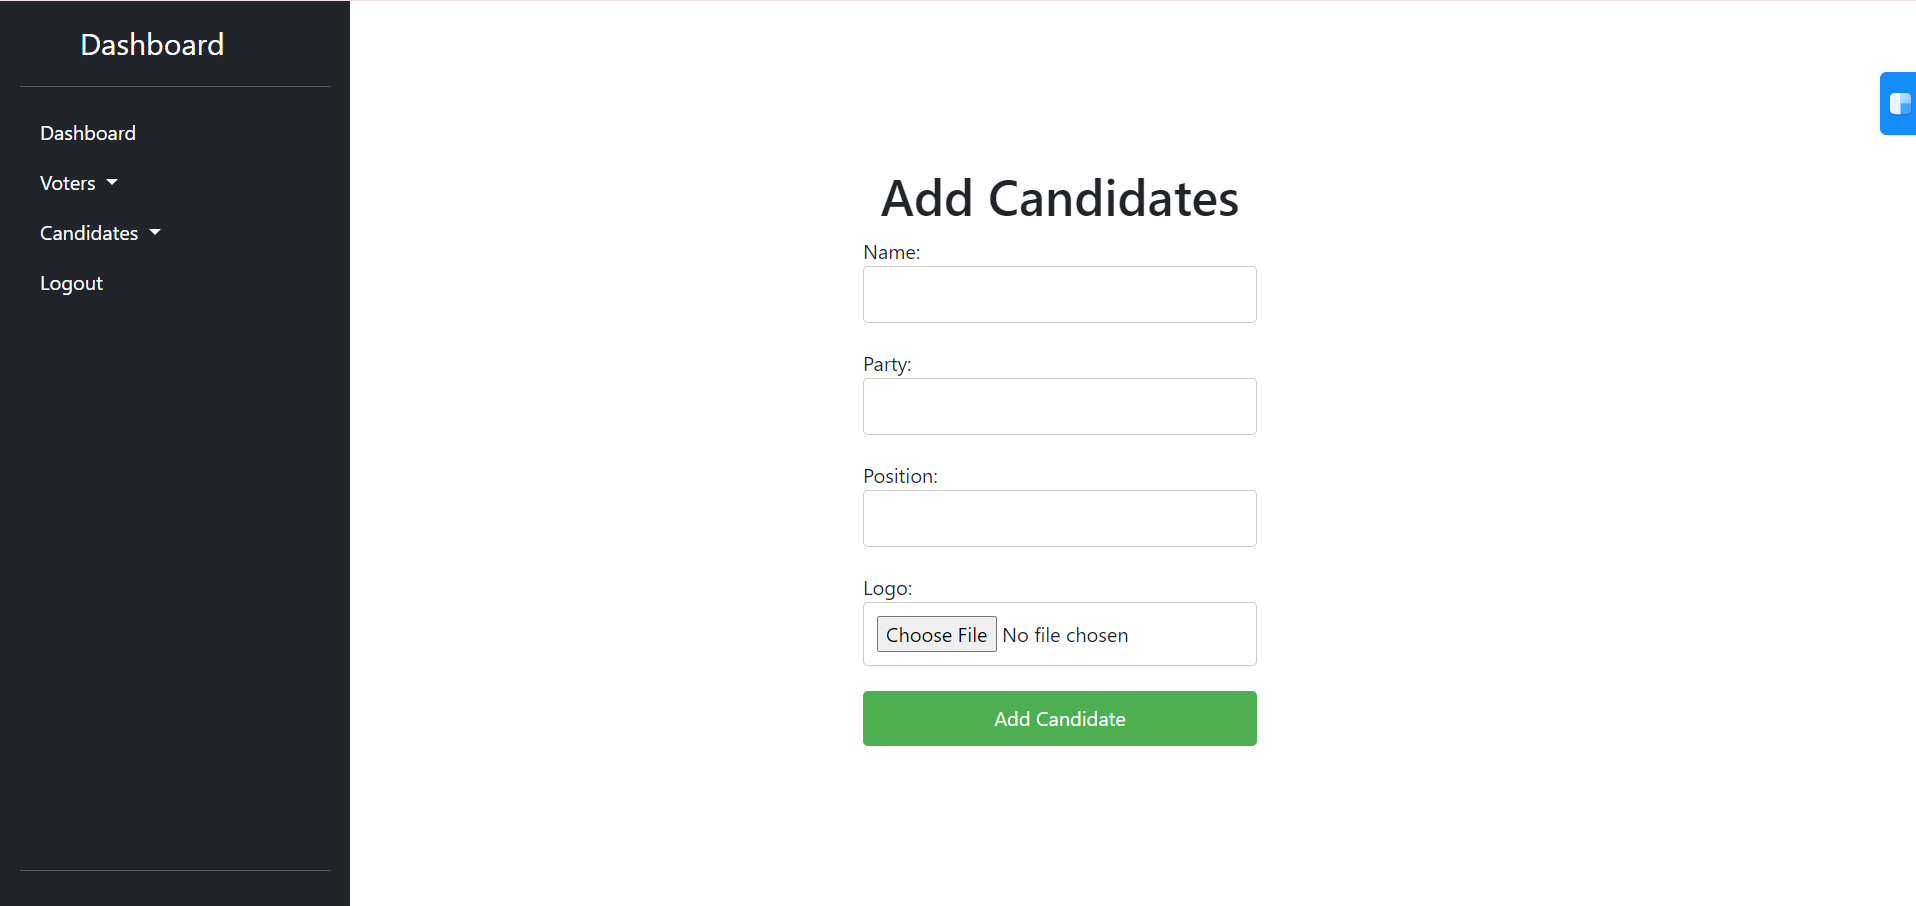 Dashboard
Dashboard
Voters
Candidates
Logout
Add Candidates
Name:
Party:
Position:
Logo:
Choose File No file chosen
Add Candidate